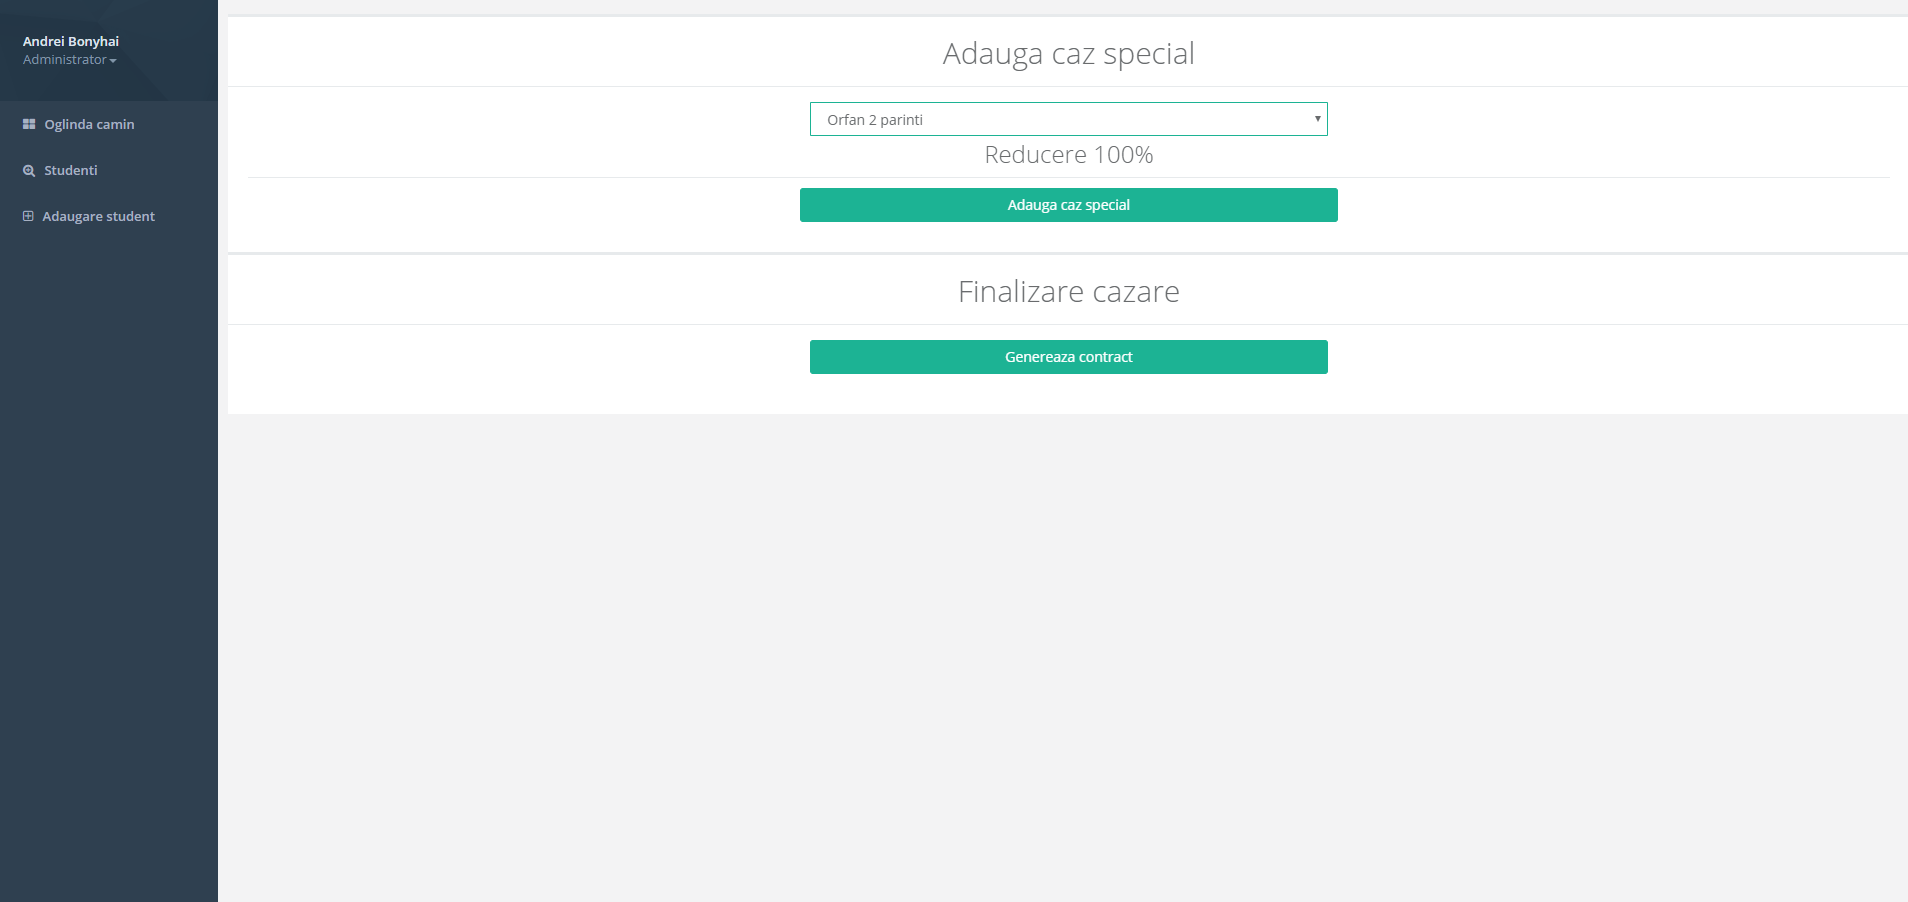 Andrei Bonyhai
Administrator
Oglinda camin
Studenti
Adaugare student
Adauga caz special
Orfan 2 parinti
Reducere 100%
Adauga caz special
Finalizare cazare
Genereaza contract